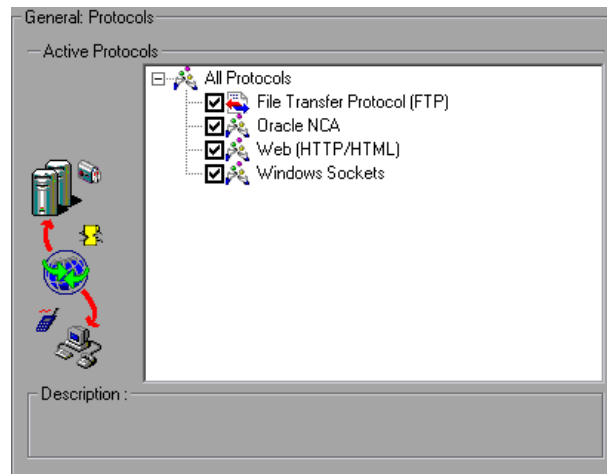 General: Protocols
Active Protocols
All Protocols
File Transfer Protocol (FTP)
Oracle NCA
Web (HTTP/HTML)
Windows Sockets
Description :